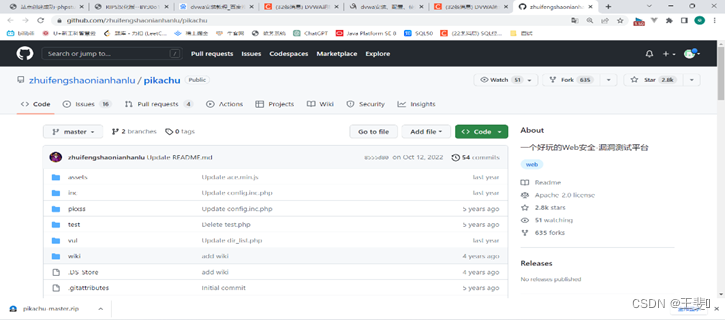 dvwa
github.com/zhuifengshaonianhanlu/pikachu
bilibili
ChatGPT
Java Platform SE 8
SQL50
面试
Search or jump to...
/
Pull requests Issues Codespaces Marketplace Explore
zhuifengshaonianhanlu / pikachu Public
Watch 51
Fork 635
Star 2.8k
Code
Issues 16
Pull requests 4
Actions
Projects
Wiki
Security
Insights
master
2 branches
0 tags
Go to file
Add file
Code
zhuifengshaonianhanlu Update README.md
on Oct 12, 2022
54 commits
assets Update ace.min.js last year
inc Update config.inc.php last year
pkxss Update config.inc.php 5 years ago
test Delete test.php 5 years ago
vul Update dir_list.php last year
wiki add wiki 4 years ago
.DS_Store add wiki 4 years ago
.gitattributes Initial commit 5 years ago
About
一个好玩的Web安全-漏洞测试平台
web
Readme
Apache-2.0 license
2.8k stars
51 watching
635 forks
Releases
No releases published
pikachu-master.zip
CSDN @王斐